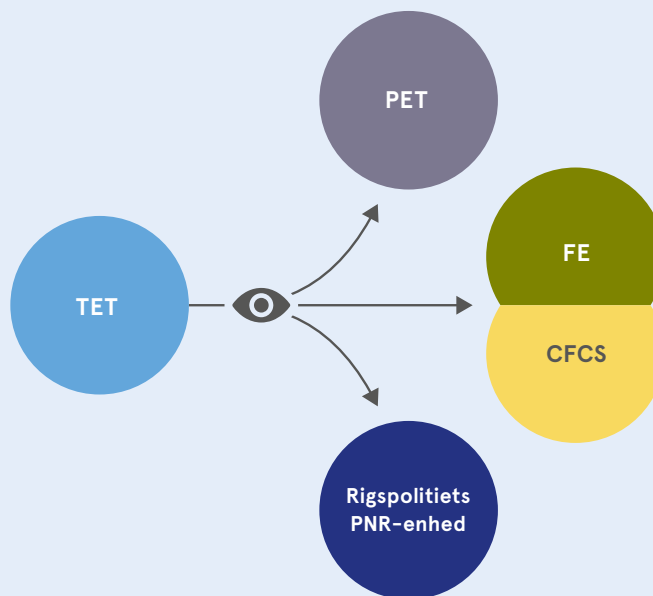 PET
FE
TET
CFCS
Rigspolitiets
PNR-enhed